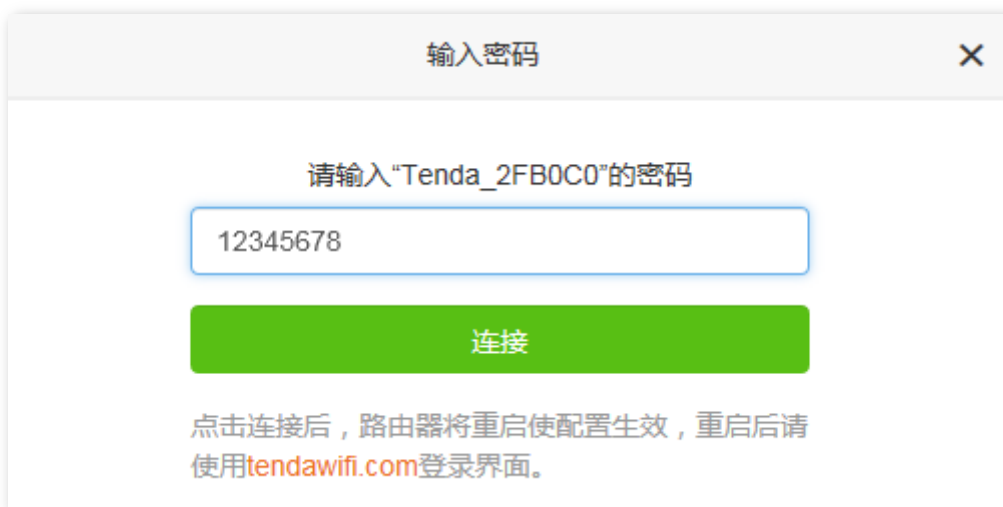 输入密码
请输入“Tenda_2FB0C0”的密码
12345678
连接
点击连接后，路由器将重启使配置生效，重启后请
使用tendawifi.com登录界面。